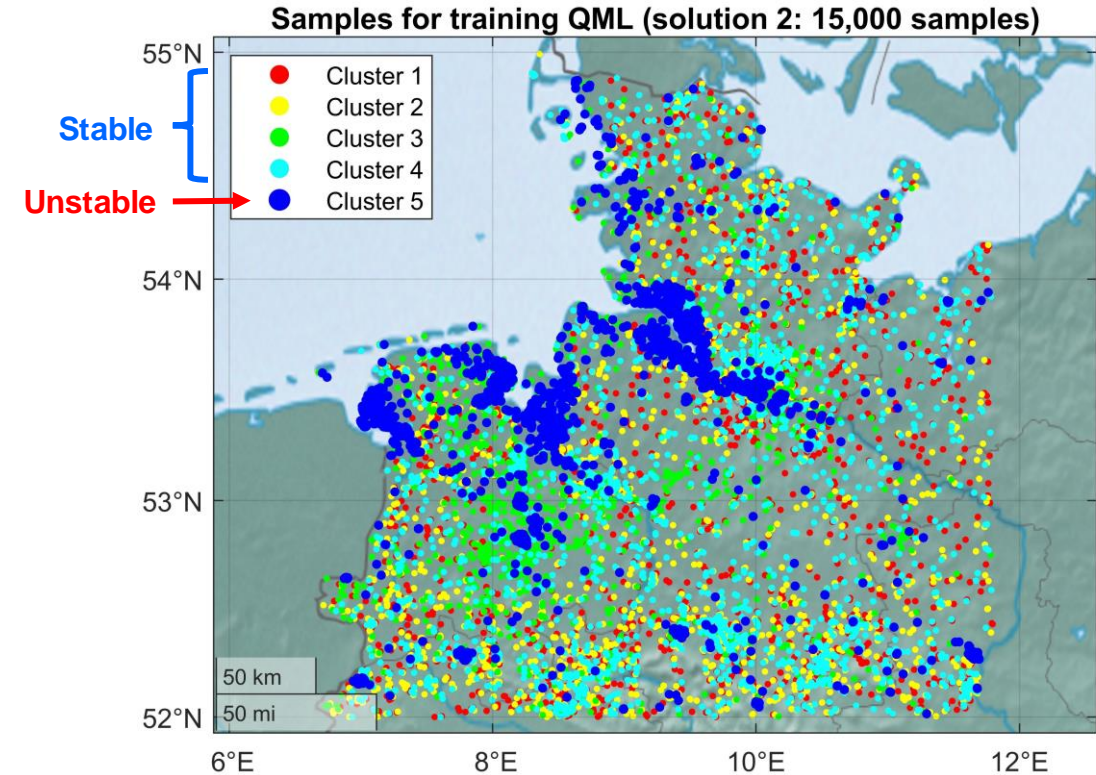 Samples for training QML (solution 2: 15,000 samples)
55°N
54°N
53°N
52°N
Stable
Unstable
Cluster 1
Cluster 2
Cluster 3
Cluster 4
Cluster 5
50 km
50 mi
6°E
8°E
10°E
12°E